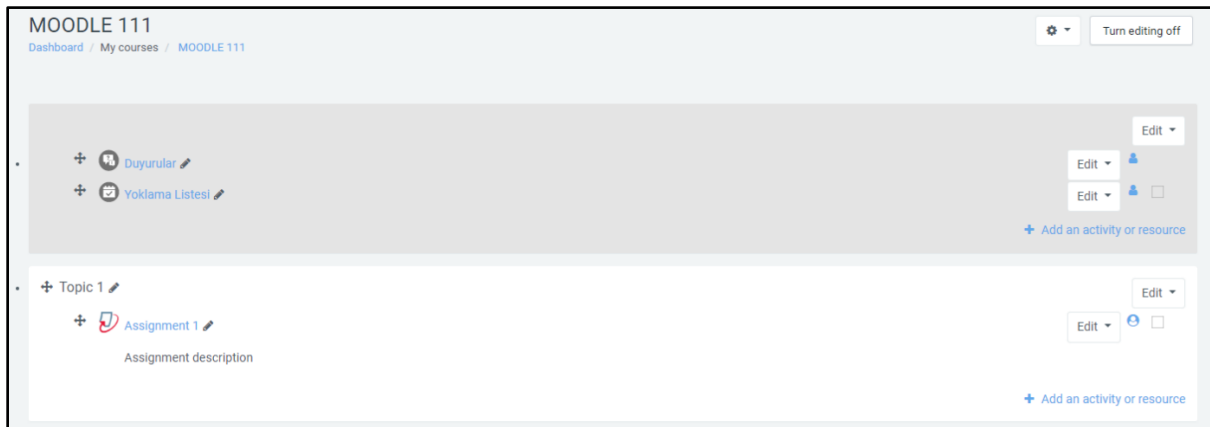 MOODLE 111
Turn editing off
Dashboard / My courses / MOODLE 111
Edit
Duyurular
Edit
Yoklama Listesi
Edit
+ Add an activity or resource
Topic 1
Edit
Assignment 1
Edit
Assignment description
+ Add an activity or resource